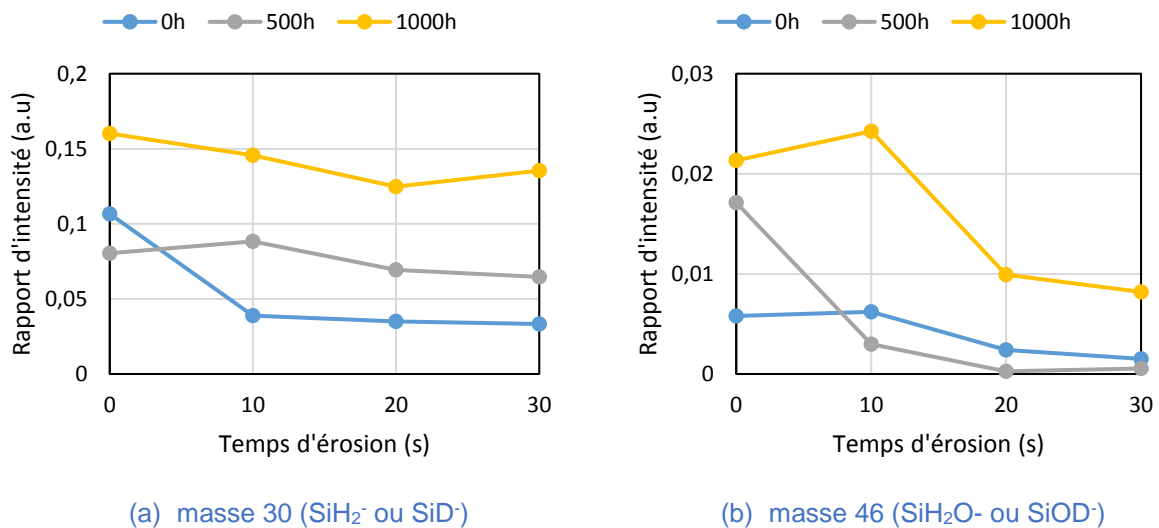 0h 500h 1000h
Rapport d'intensité (a.u)
0,2
0,15
0,1
0,05
0
0 10 20 30
Temps d'érosion (s)
(a) masse 30 (SiH₂⁻ ou SiD⁻)
0h 500h 1000h
Rapport d'intensité (a.u)
0,03
0,02
0,01
0
0 10 20 30
Temps d'érosion (s)
(b) masse 46 (SiH₂O- ou SiOD⁻)